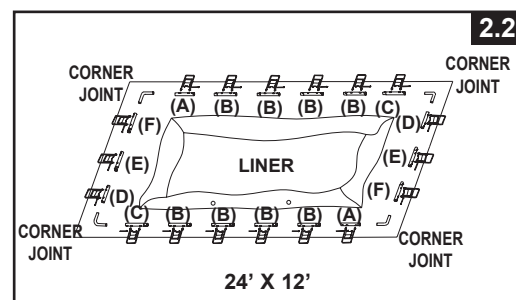 2.2
CORNER
JOINT
CORNER
JOINT
(A) (B) (B) (B) (B) (C)
(F) (D)
(E) LINER (E)
(D) (F)
(C) (B) (B) (B) (B) (A)
CORNER
JOINT
CORNER
JOINT
24' X 12'